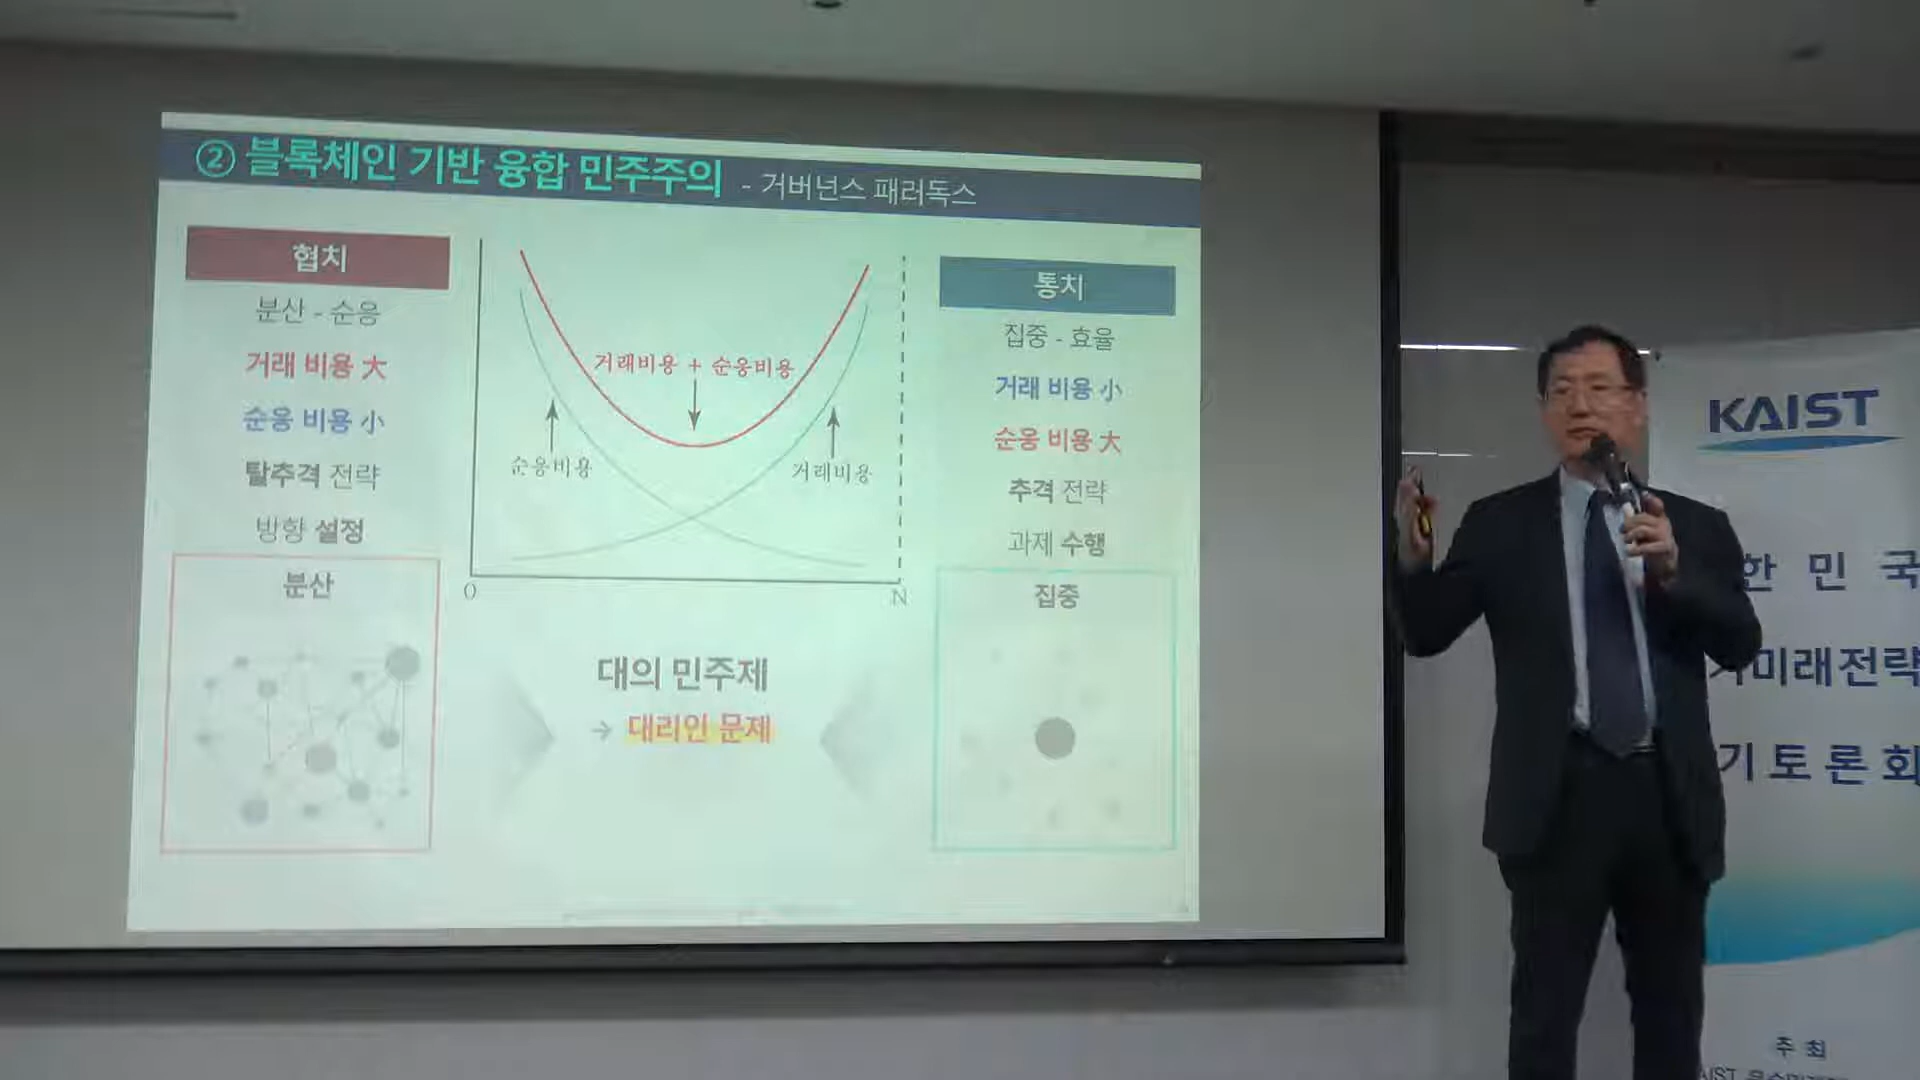 ② 블록체인 기반 융합 민주주의 - 거버넌스 패러독스
협치
분산 - 순응
거래 비용 大
순응 비용 小
탈추격 전략
방향 설정
분산
거래비용 + 순응비용
순응비용
거래비용
O
N
대의 민주제
→ 대리인 문제
통치
집중 - 효율
거래 비용 小
순응 비용 大
추격 전략
과제 수행
집중
KAIST
한 민 국
미래전략
기 토 론 회
주 최